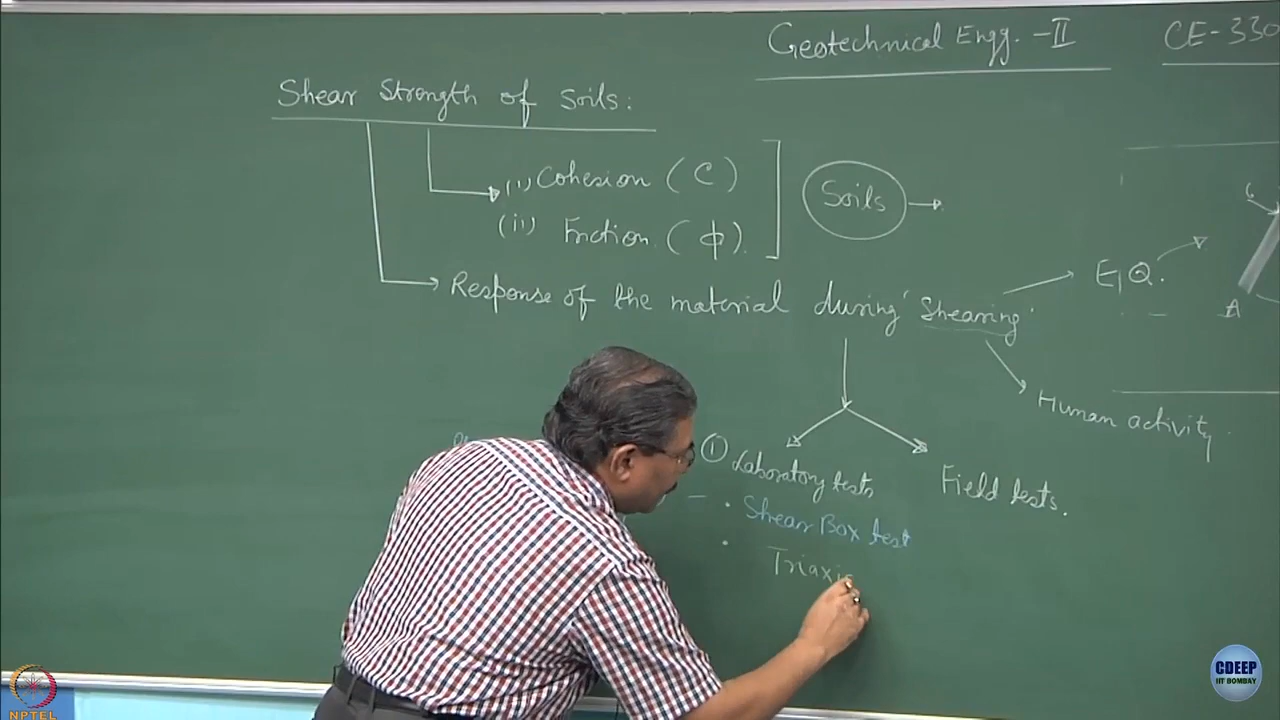 Geotechnical Engg. -II
CE-330
Shear Strength of Soils:
(i) Cohesion (C)
(ii) Friction (ϕ)
Soils
Response of the material during 'Shearing'
E/Q.
A
Human activity
① Laboratory tests
Field tests.
• Shear Box test
• Triaxi
NPTEL
CDEEP
IIT BOMBAY